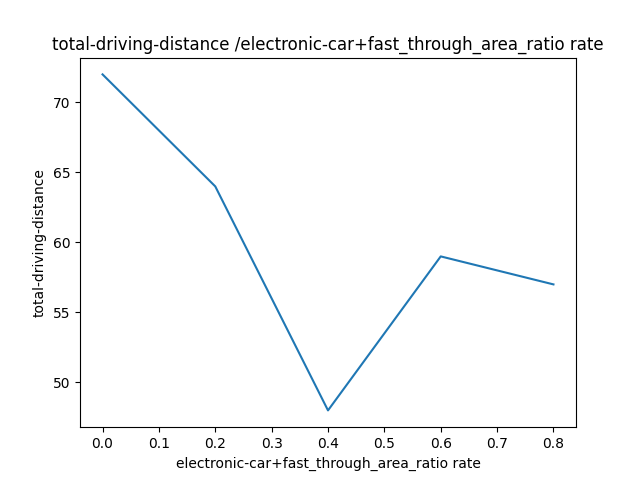 total-driving-distance /electronic-car+fast_through_area_ratio rate
total-driving-distance
70
65
60
55
50
0.0 0.1 0.2 0.3 0.4 0.5 0.6 0.7 0.8
electronic-car+fast_through_area_ratio rate